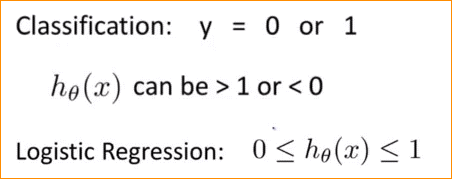 Classification: y = 0 or 1
hθ(x) can be > 1 or < 0
Logistic Regression: 0 ≤ hθ(x) ≤ 1